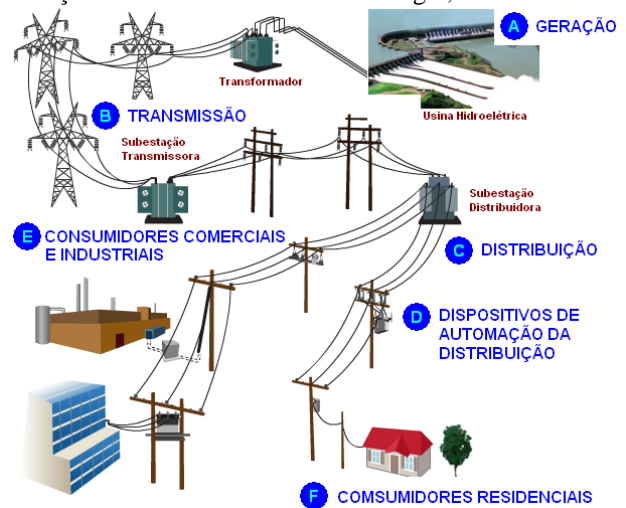 A GERAÇÃO
Transformador
Usina Hidroelétrica
B TRANSMISSÃO
Subestação
Transmissora
Subestação
Distribuidora
E CONSUMIDORES COMERCIAIS
E INDUSTRIAIS
C DISTRIBUIÇÃO
D DISPOSITIVOS DE
AUTOMAÇÃO DA
DISTRIBUIÇÃO
F COMSUMIDORES RESIDENCIAIS